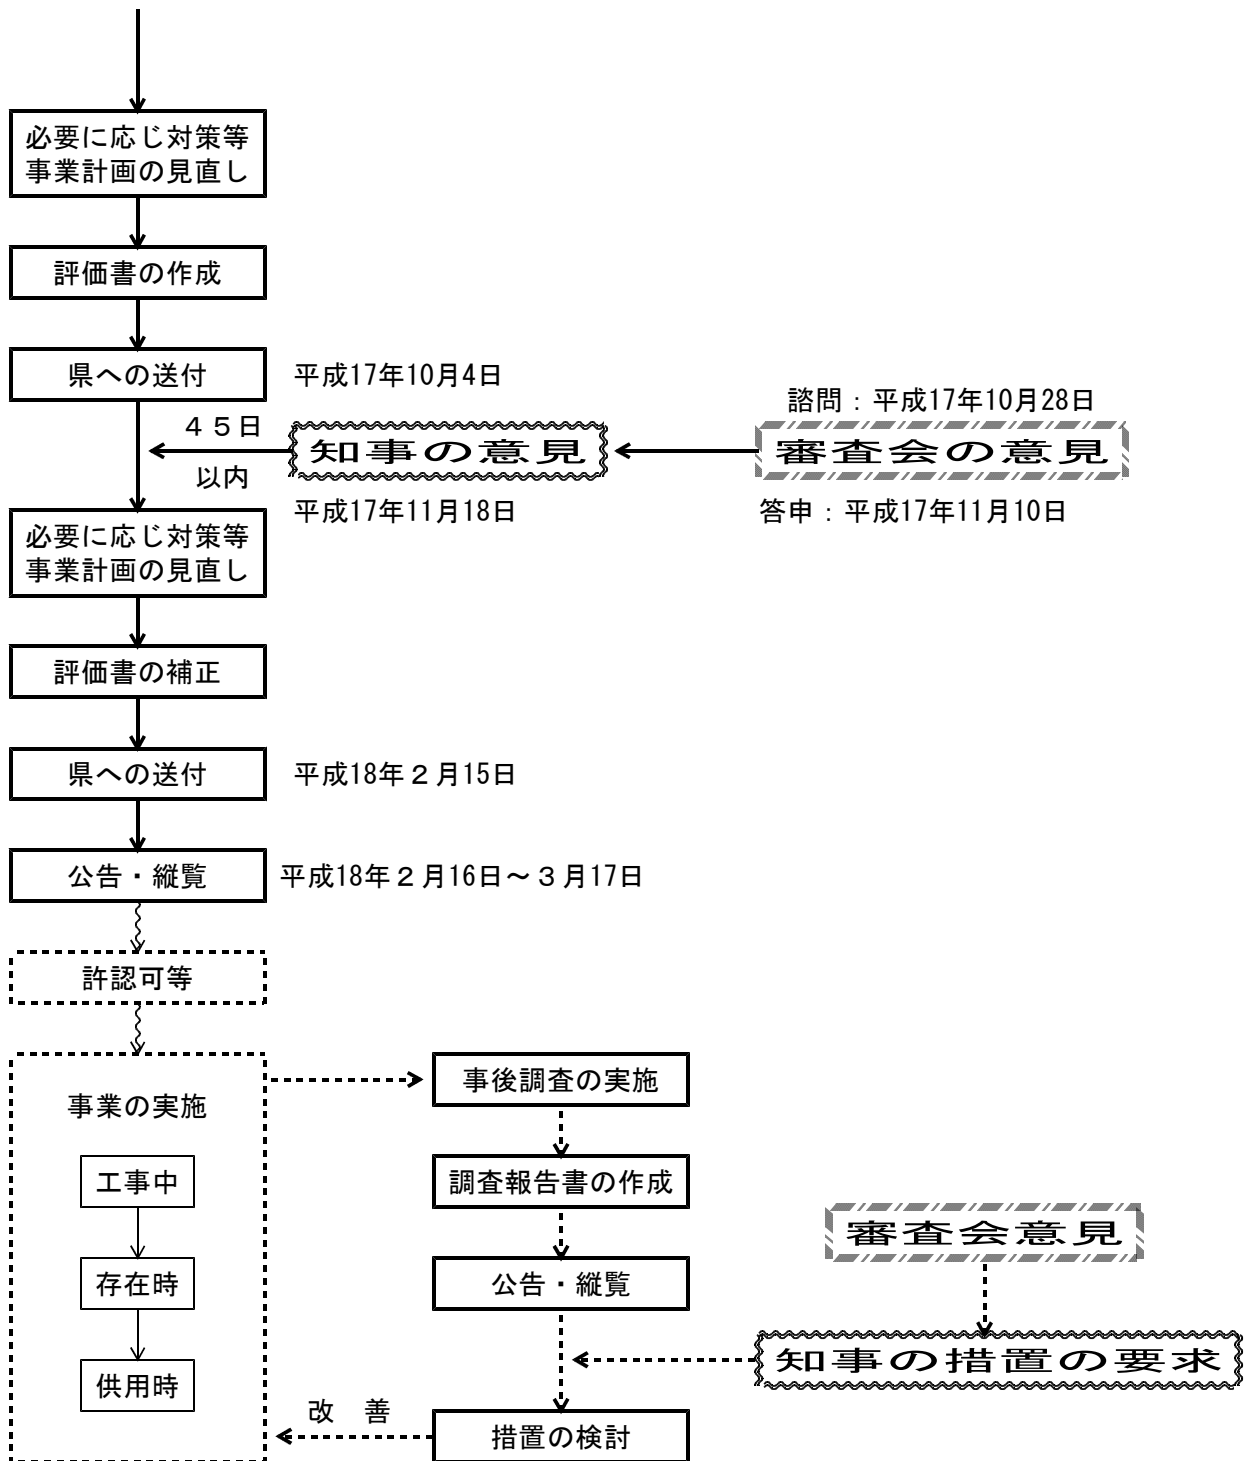 必要に応じ対策等
事業計画の見直し
評価書の作成
県への送付
平成17年10月4日
諮問：平成17年10月28日
４５日
以内
知事の意見
審査会の意見
平成17年11月18日
答申：平成17年11月10日
必要に応じ対策等
事業計画の見直し
評価書の補正
県への送付
平成18年２月15日
公告・縦覧
平成18年２月16日～３月17日
許認可等
事業の実施
工事中
存在時
供用時
事後調査の実施
調査報告書の作成
公告・縦覧
審査会意見
知事の措置の要求
改　善
措置の検討